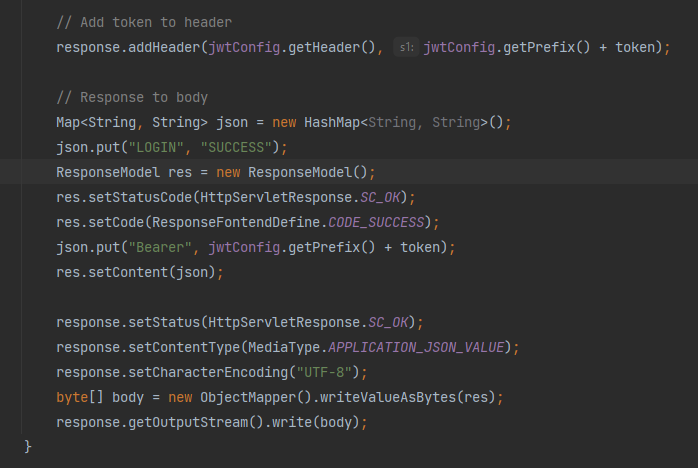 // Add token to header
response.addHeader(jwtConfig.getHeader(), s1: jwtConfig.getPrefix() + token);
// Response to body
Map<String, String> json = new HashMap<String, String>();
json.put("LOGIN", "SUCCESS");
ResponseModel res = new ResponseModel();
res.setStatusCode(HttpServletResponse.SC_OK);
res.setCode(ResponseFontendDefine.CODE_SUCCESS);
json.put("Bearer", jwtConfig.getPrefix() + token);
res.setContent(json);
response.setStatus(HttpServletResponse.SC_OK);
response.setContentType(MediaType.APPLICATION_JSON_VALUE);
response.setCharacterEncoding("UTF-8");
byte[] body = new ObjectMapper().writeValueAsBytes(res);
response.getOutputStream().write(body);
}